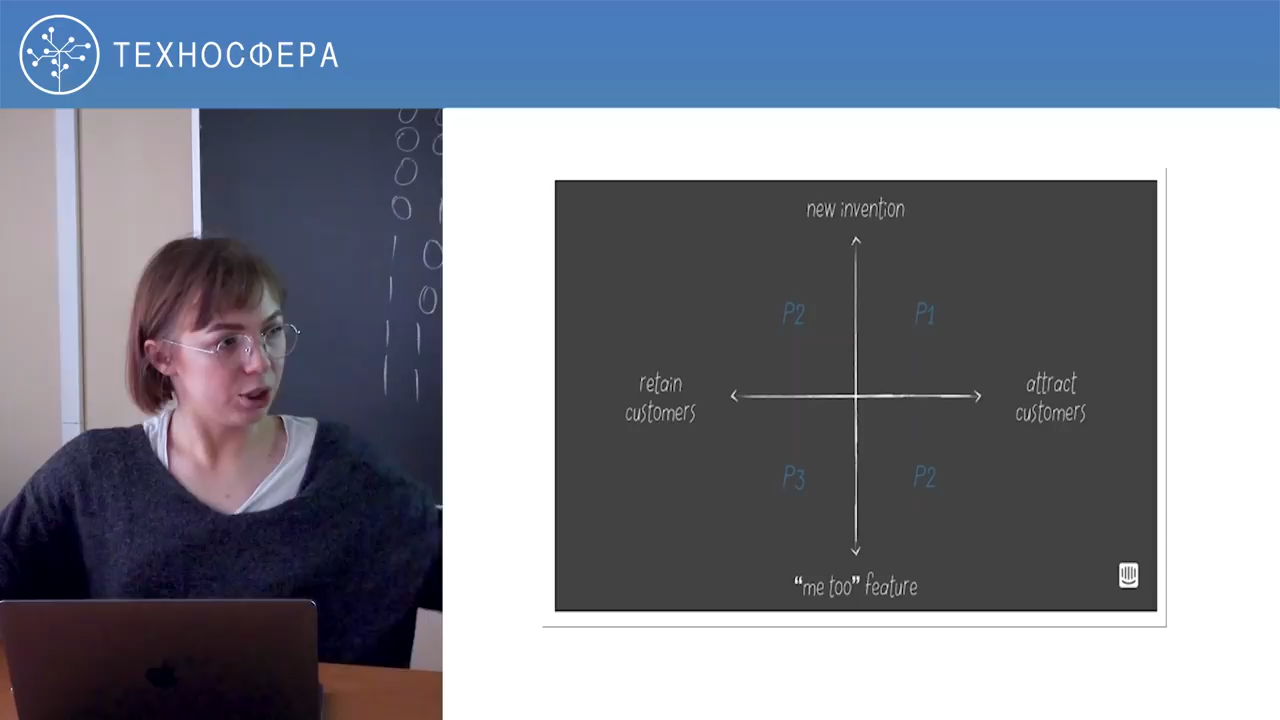 ТЕХНОСФЕРА
new invention
P2
P1
retain
customers
attract
customers
P3
P2
“me too” feature